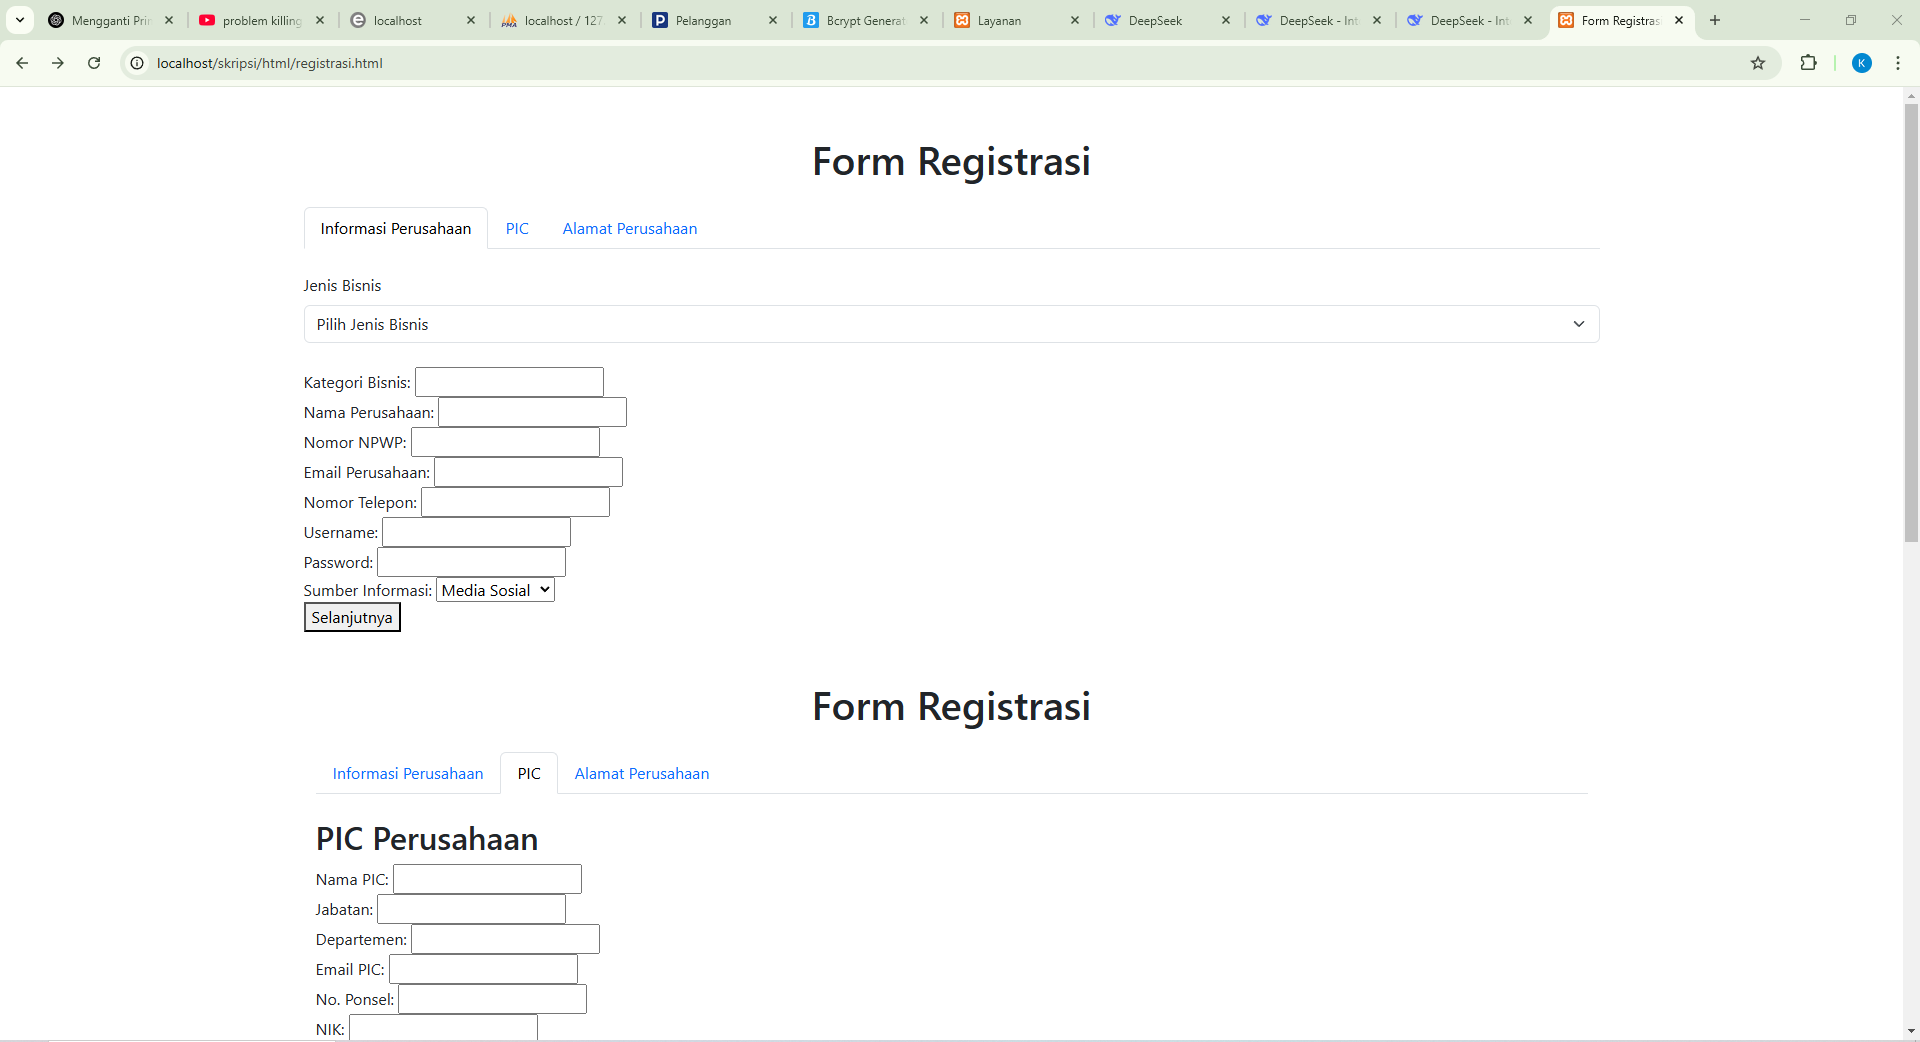 Mengganti Prin
problem killing
localhost
localhost / 127
Pelanggan
Bcrypt Generat
Layanan
DeepSeek
DeepSeek - Int
DeepSeek - Int
Form Registras
localhost/skripsi/html/registrasi.html
K
Form Registrasi
Informasi Perusahaan PIC Alamat Perusahaan
Jenis Bisnis
Pilih Jenis Bisnis
Kategori Bisnis:
Nama Perusahaan:
Nomor NPWP:
Email Perusahaan:
Nomor Telepon:
Username:
Password:
Sumber Informasi: Media Sosial
Selanjutnya
Form Registrasi
Informasi Perusahaan PIC Alamat Perusahaan
PIC Perusahaan
Nama PIC:
Jabatan:
Departemen:
Email PIC:
No. Ponsel:
NIK: